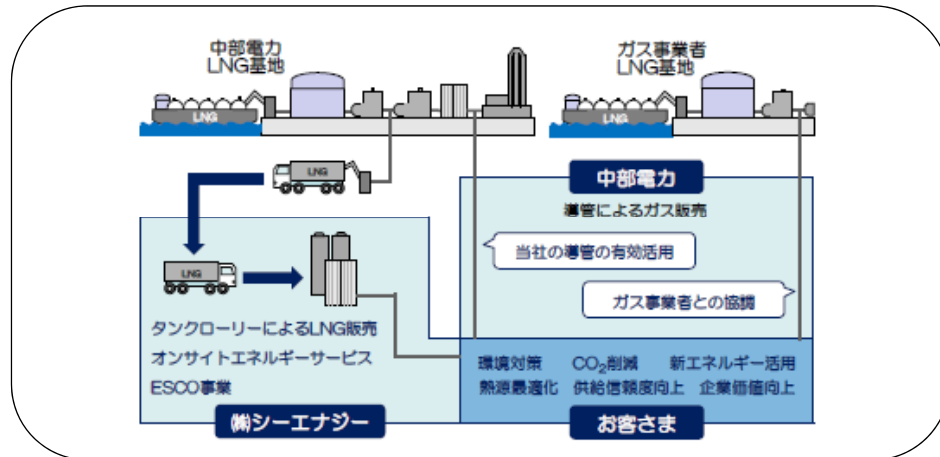 中部電力
LNG基地
ガス事業者
LNG基地
LNG
LNG
LNG
中部電力
導管によるガス販売
当社の導管の有効活用
ガス事業者との協調
LNG
タンクローリーによるLNG販売
オンサイトエネルギーサービス
ESCO事業
㈱シーエナジー
環境対策 CO₂削減 新エネルギー活用
熱源最適化 供給信頼度向上 企業価値向上
お客さま